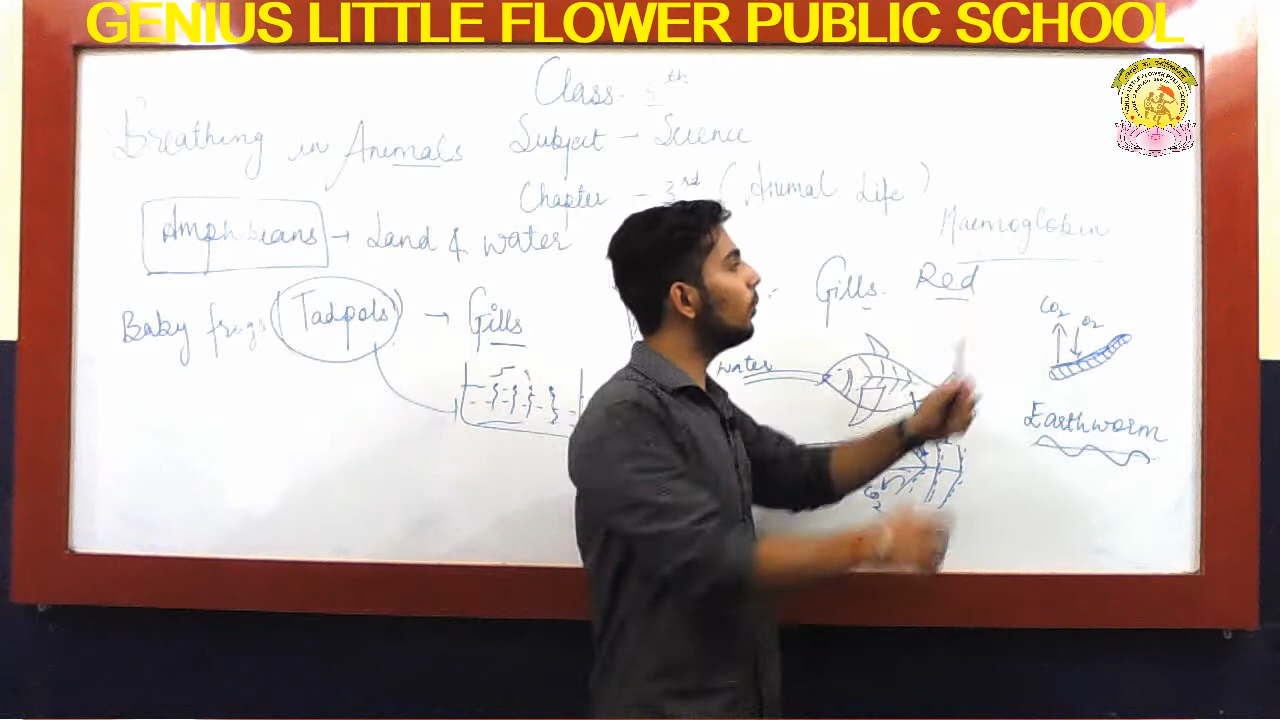 GENIUS LITTLE FLOWER PUBLIC SCHOOL
Class- 5th
Breathing in Animals
Subject - Science
Chapter - 3rd (Animal Life)
Amphibians → Land & water
Haemoglobin
Baby frogs (Tadpols) → Gills
Gills- Red
CO2 O2
water
Earthworm
CO2